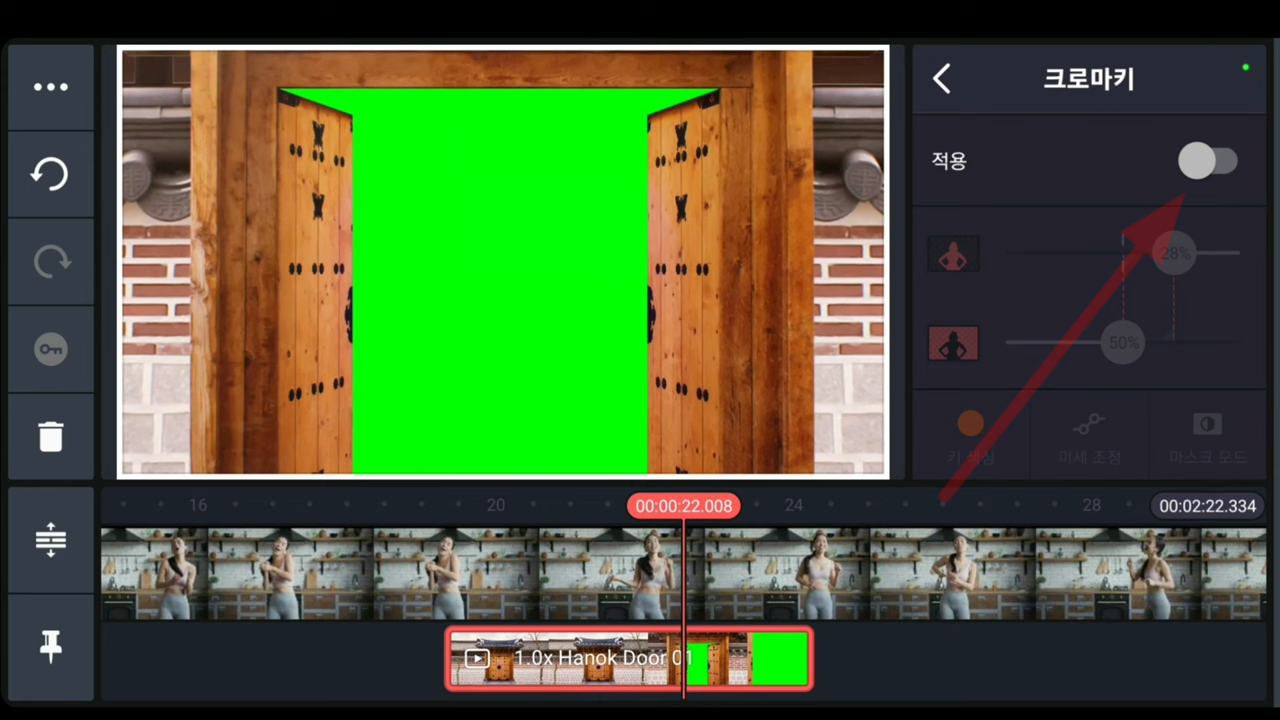 크로마키
적용
28%
50%
키 색상
미세 조정
마스크 모드
16
20
00:00:22.008
24
28
00:02:22.334
1.0x Hanok Door 01